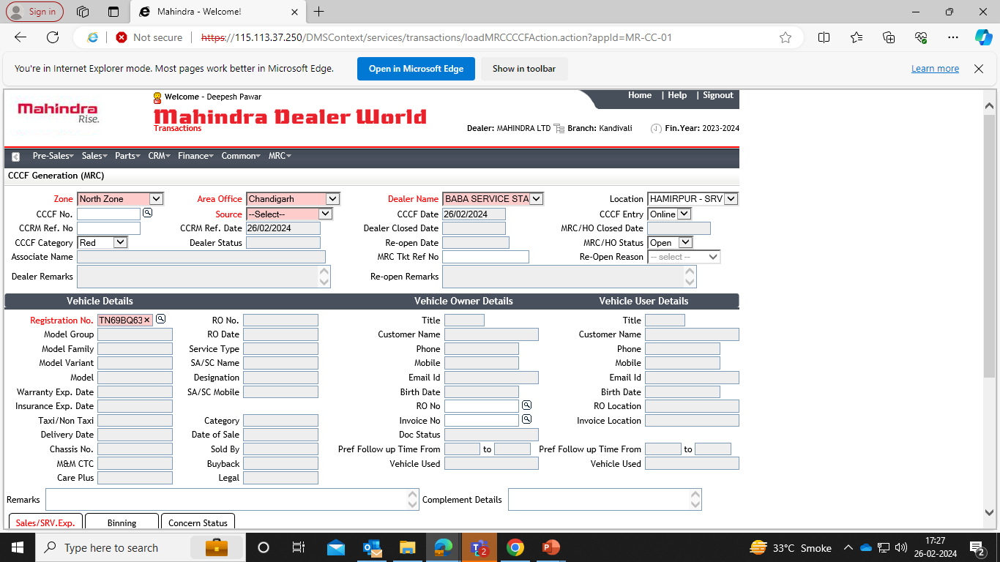 Sign in
Mahindra - Welcome!
Not secure
https://115.113.37.250/DMSContext/services/transactions/loadMRCCCCFAction.action?appId=MR-CC-01
You're in Internet Explorer mode. Most pages work better in Microsoft Edge. Open in Microsoft Edge Show in toolbar Learn more
Mahindra Rise.
Welcome - Deepesh Pawar
Home | Help | Signout
Mahindra Dealer World
Transactions
Dealer: MAHINDRA LTD Branch: Kandivali Fin.Year: 2023-2024
Pre-Sales Sales Parts CRM Finance Common MRC
CCCF Generation (MRC)
Zone North Zone Area Office Chandigarh Dealer Name BABA SERVICE STA Location HAMIRPUR - SRV
CCCF No. Source --Select-- CCCF Date 26/02/2024 CCCF Entry Online
CCRM Ref. No CCRM Ref. Date 26/02/2024 Dealer Closed Date MRC/HO Closed Date
CCCF Category Red Dealer Status Re-open Date MRC/HO Status Open
Associate Name MRC Tkt Ref No Re-Open Reason -- select --
Dealer Remarks Re-open Remarks
Vehicle Details Vehicle Owner Details Vehicle User Details
Registration No. TN69BQ63 RO No. Title Title
Model Group RO Date Customer Name Customer Name
Model Family Service Type Phone Phone
Model Variant SA/SC Name Mobile Mobile
Model Designation Email Id Email Id
Warranty Exp. Date SA/SC Mobile Birth Date Birth Date
Insurance Exp. Date RO No RO Location
Taxi/Non Taxi Category Invoice No Invoice Location
Delivery Date Date of Sale Doc Status
Chassis No. Sold By Pref Follow up Time From to Pref Follow up Time From to
M&M CTC Buyback Vehicle Used Vehicle Used
Care Plus Legal
Remarks Complement Details
Sales/SRV.Exp. Binning Concern Status
Type here to search
33°C Smoke
17:27
26-02-2024
2
2